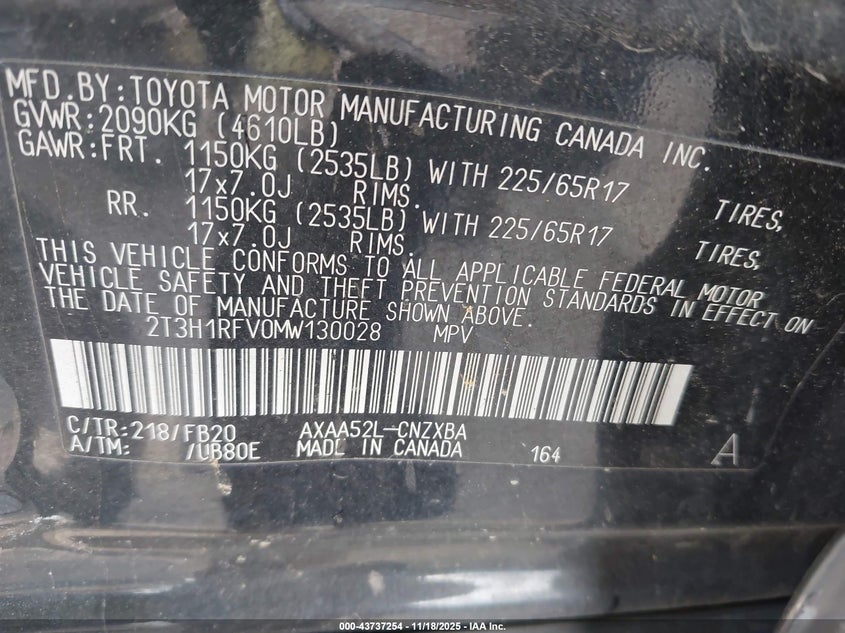 MFD.BY:TOYOTA MOTOR MANUFACTURING CANADA INC.
GVWR:2090KG (4610LB)
GAWR:FRT. 1150KG (2535LB) WITH 225/65R17 TIRES,
17x7.0J RIMS.
RR. 1150KG (2535LB) WITH 225/65R17 TIRES,
17x7.0J RIMS.
THIS VEHICLE CONFORMS TO ALL APPLICABLE FEDERAL MOTOR
VEHICLE SAFETY AND THEFT PREVENTION STANDARDS IN EFFECT ON
THE DATE OF MANUFACTURE SHOWN ABOVE.
2T3H1RFV0MW130028 MPV
C/TR:218/FB20 AXAA52L-CNZXBA
A/TM: /UB80E MADE IN CANADA 164 A
000-43737254 - 11/18/2025 - IAA Inc.